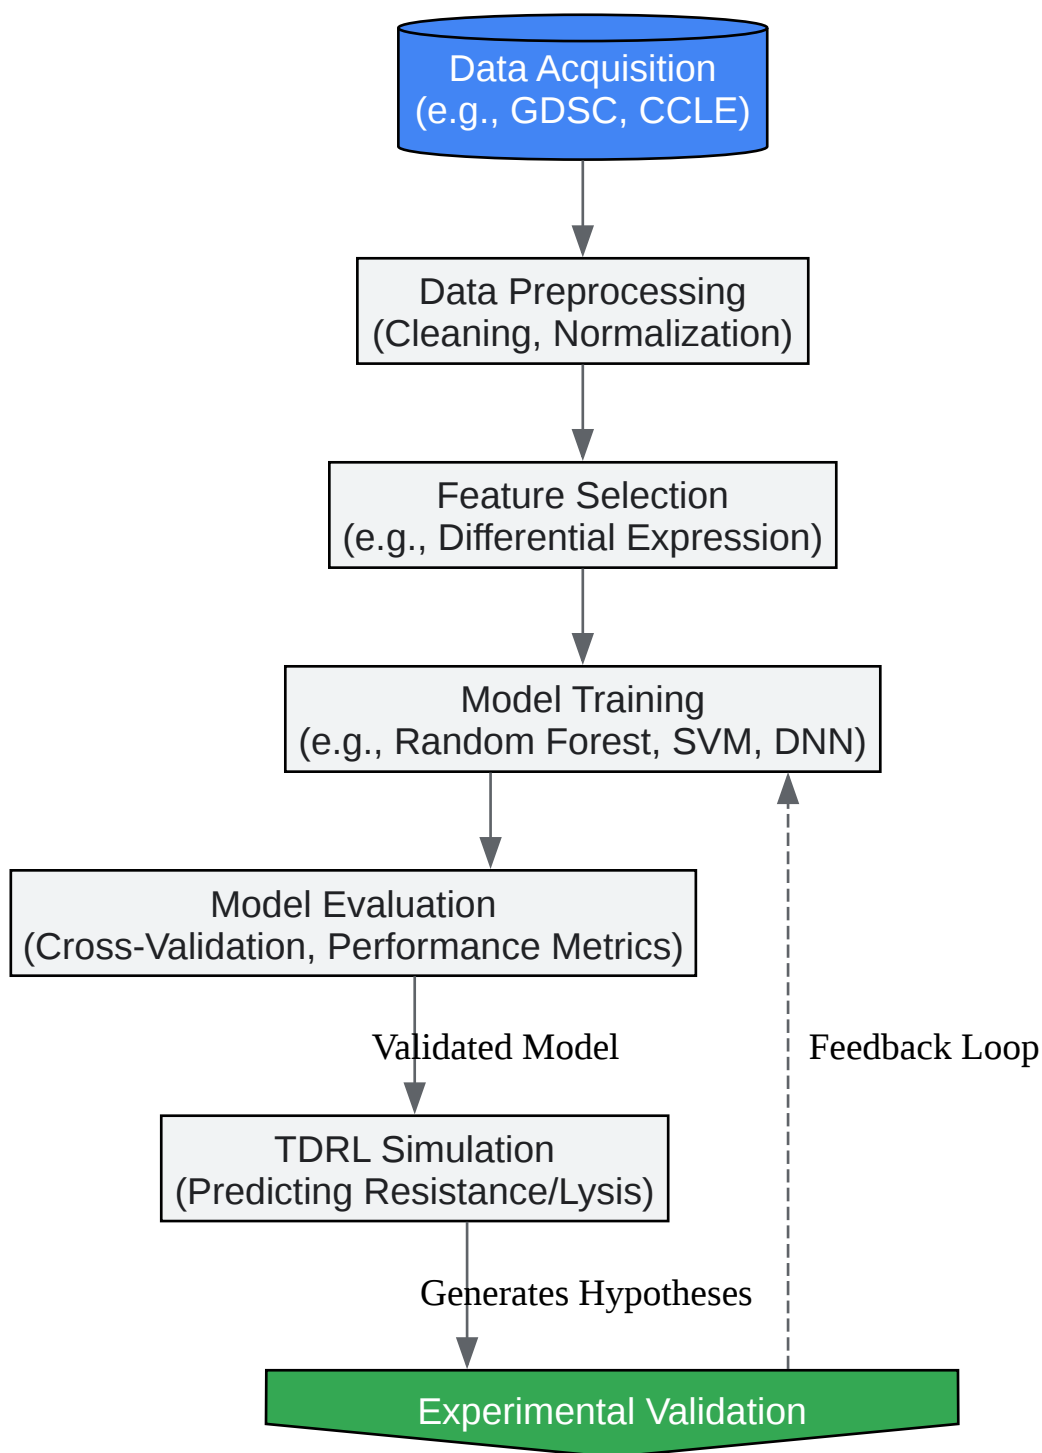 Data Acquisition
(e.g., GDSC, CCLE)
Data Preprocessing
(Cleaning, Normalization)
Feature Selection
(e.g., Differential Expression)
Model Training
(e.g., Random Forest, SVM, DNN)
Model Evaluation
(Cross-Validation, Performance Metrics)
Validated Model
Feedback Loop
TDRL Simulation
(Predicting Resistance/Lysis)
Generates Hypotheses
Experimental Validation